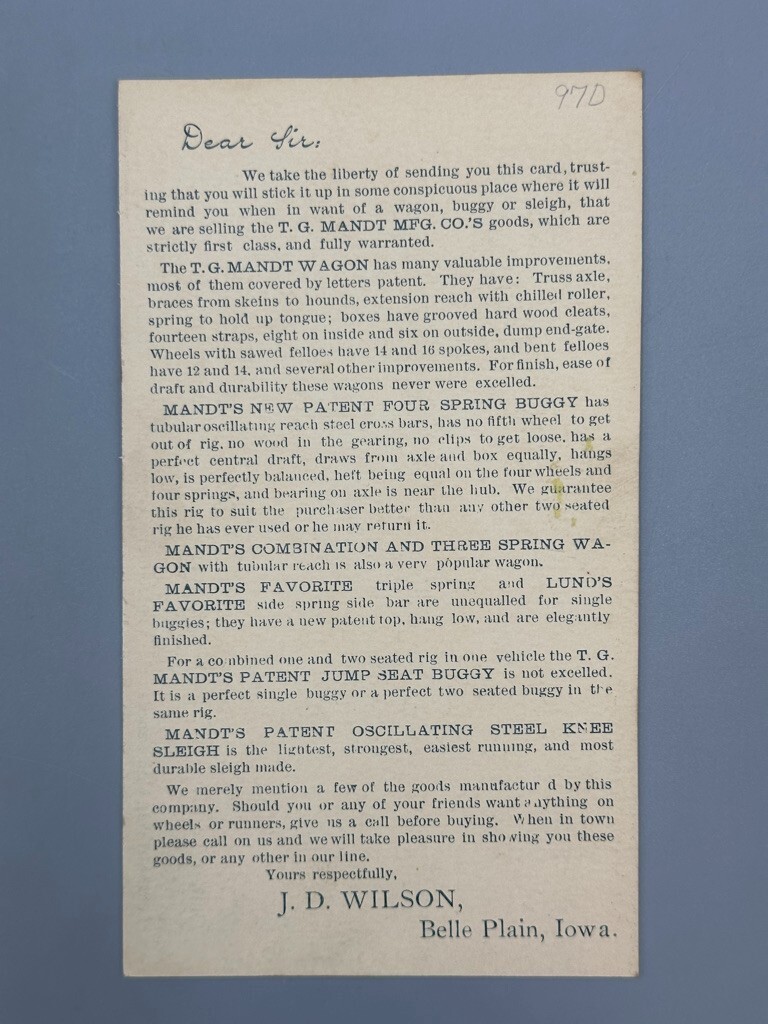 97D
Dear Sir:
We take the liberty of sending you this card, trust-
ing that you will stick it up in some conspicuous place where it will
remind you when in want of a wagon, buggy or sleigh, that
we are selling the T. G. MANDT MFG. CO.'S goods, which are
strictly first class, and fully warranted.
The T. G. MANDT WAGON has many valuable improvements,
most of them covered by letters patent. They have: Truss axle,
braces from skeins to hounds, extension reach with chilled roller,
spring to hold up tongue; boxes have grooved hard wood cleats,
fourteen straps, eight on inside and six on outside, dump end-gate.
Wheels with sawed felloes have 14 and 16 spokes, and bent felloes
have 12 and 14, and several other improvements. For finish, ease of
draft and durability these wagons never were excelled.
MANDT'S NEW PATENT FOUR SPRING BUGGY has
tubular oscillating reach steel cross bars, has no fifth wheel to get
out of rig, no wood in the gearing, no clips to get loose, has a
perfect central draft, draws from axle and box equally, hangs
low, is perfectly balanced, heft being equal on the four wheels and
four springs, and bearing on axle is near the hub. We guarantee
this rig to suit the purchaser better than any other two seated
rig he has ever used or he may return it.
MANDT'S COMBINATION AND THREE SPRING WA-
GON with tubular reach is also a very popular wagon.
MANDT'S FAVORITE triple spring and LUND'S
FAVORITE side spring side bar are unequalled for single
buggies; they have a new patent top, hang low, and are elegantly
finished.
For a co bined one and two seated rig in one vehicle the T. G.
MANDT'S PATENT JUMP SEAT BUGGY is not excelled.
It is a perfect single buggy or a perfect two seated buggy in the
same rig.
MANDT'S PATENT OSCILLATING STEEL KNEE
SLEIGH is the lightest, strongest, easiest running, and most
durable sleigh made.
We merely mention a few of the goods manufactur d by this
company. Should you or any of your friends want anything on
wheels or runners, give us a call before buying. When in town
please call on us and we will take pleasure in showing you these
goods, or any other in our line.
Yours respectfully,
J. D. WILSON,
Belle Plain, Iowa.